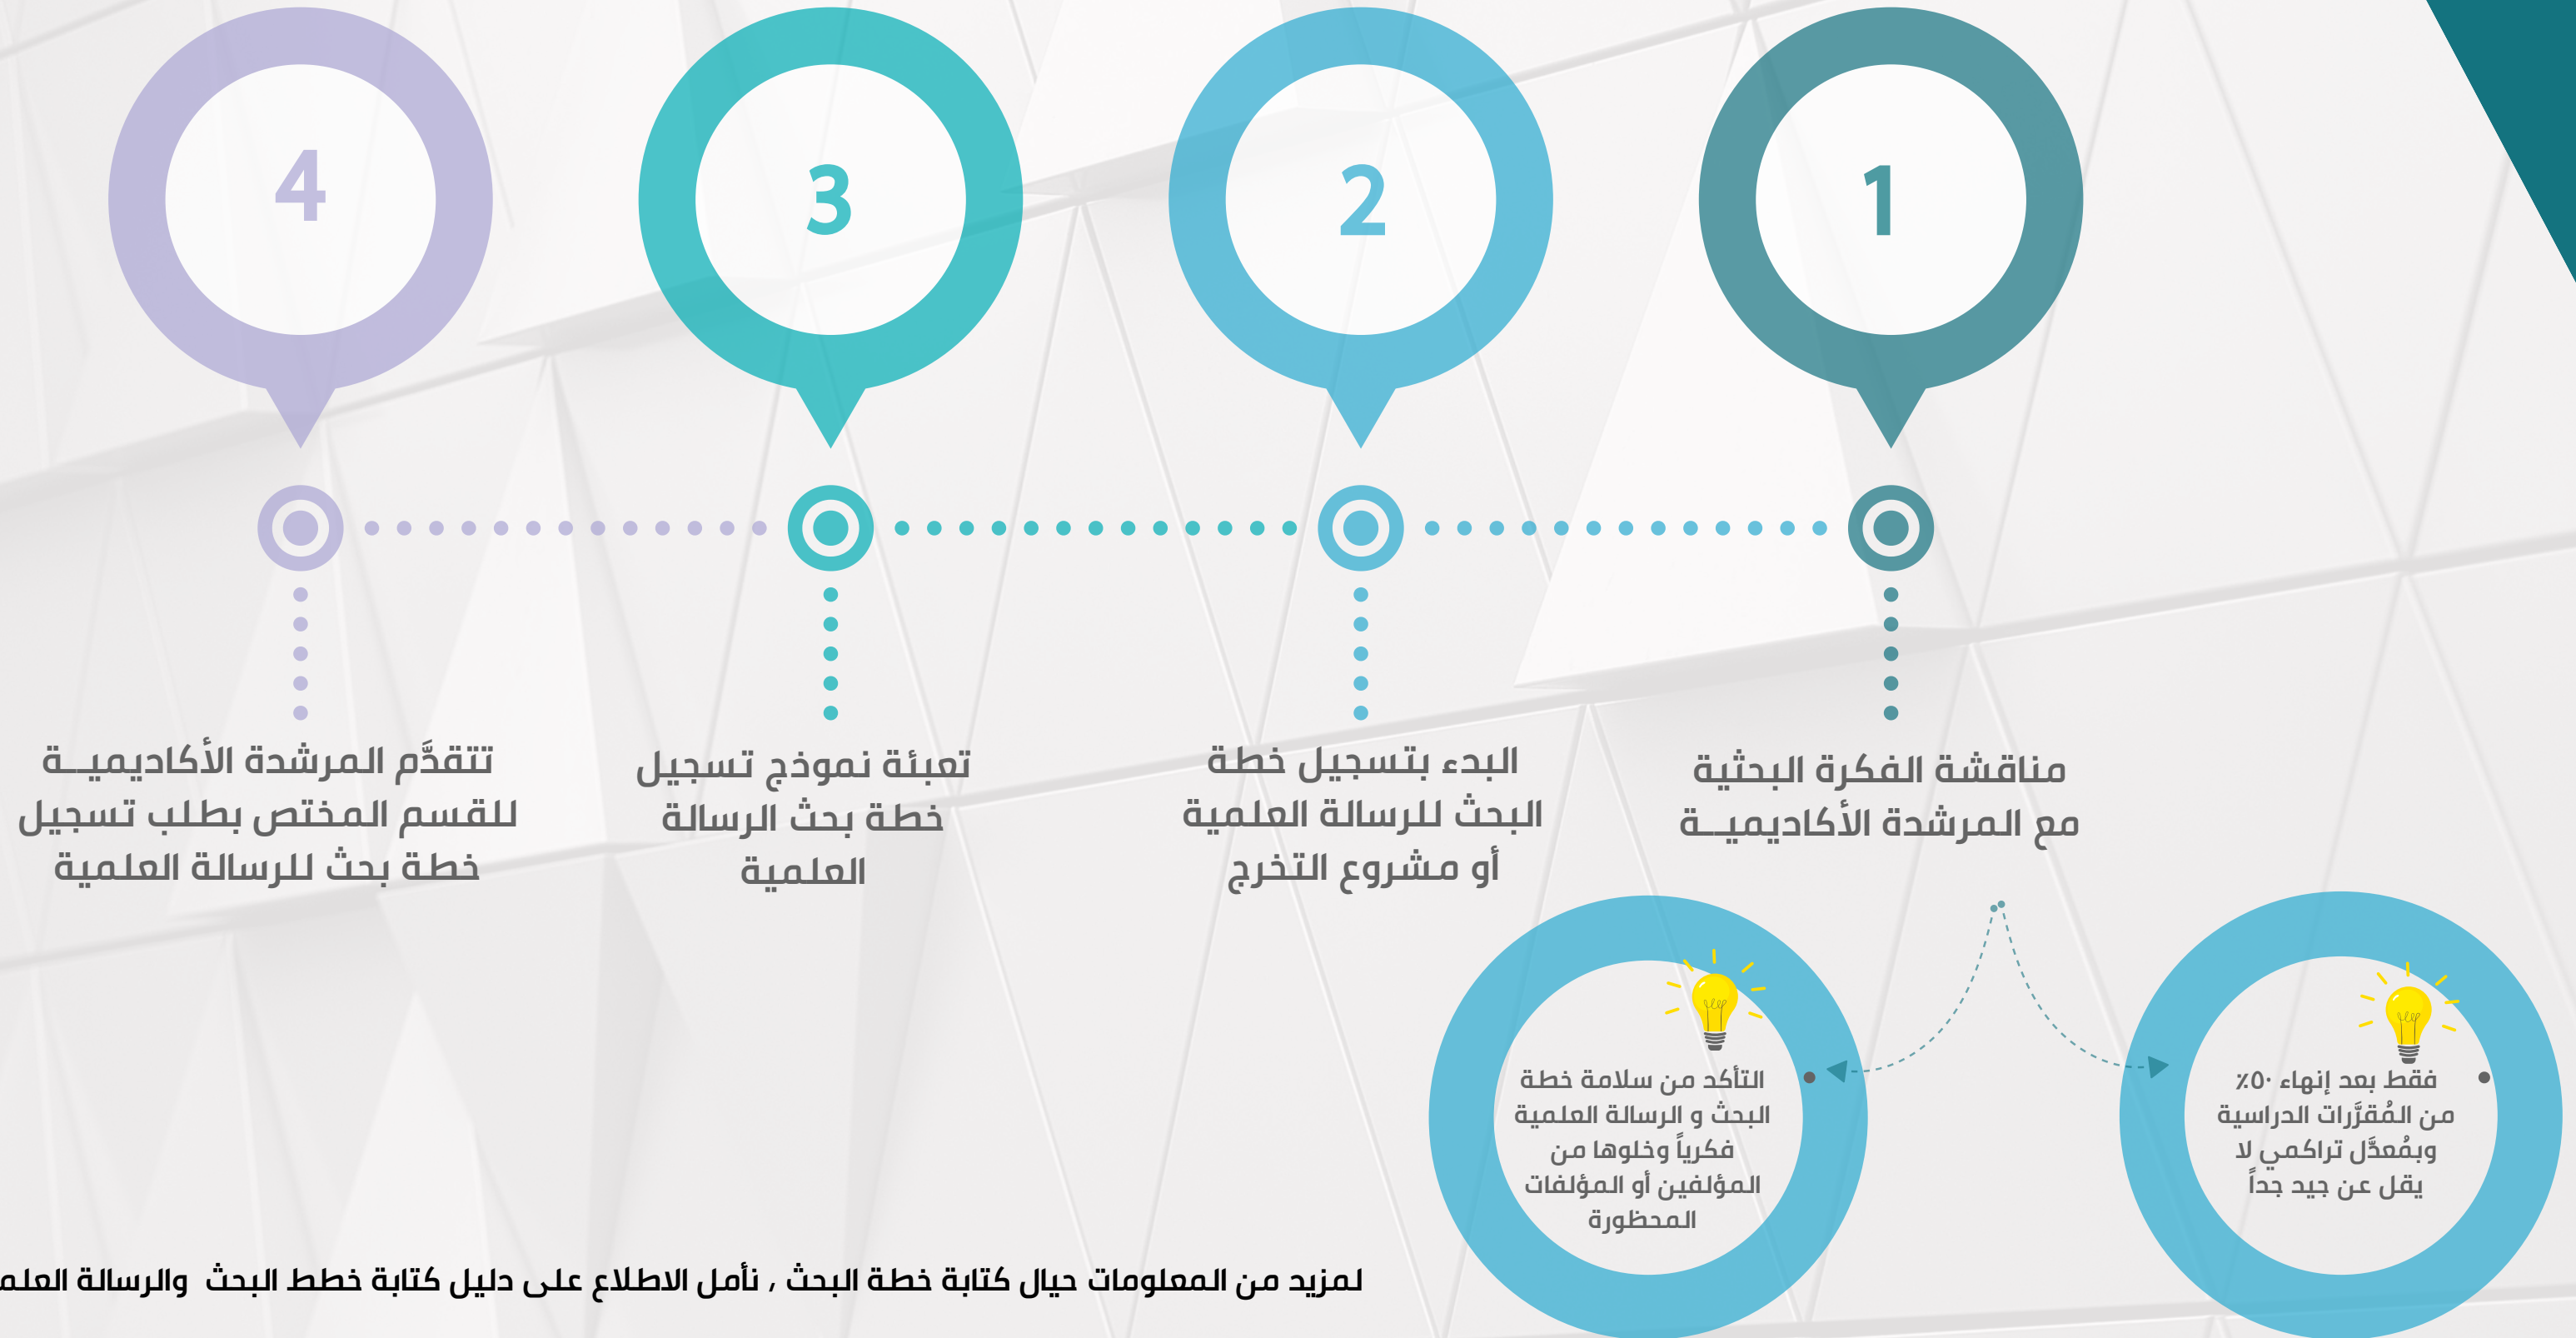 1
مناقشة الفكرة البحثية
مع المرشدة الأكاديميــة
فقط بعد إنهاء ٥٠٪
من المُقرَّرات الدراسية
وبمُعدَّل تراكمي لا
يقل عن جيد جداً
التأكد من سلامة خطة
البحث و الرسالة العلمية
فكرياً وخلوها من
المؤلفين أو المؤلفات
المحظورة
2
البدء بتسجيل خطة
البحث للرسالة العلمية
أو مشروع التخرج
3
تعبئة نموذج تسجيل
خطة بحث الرسالة
العلمية
4
تتقدَّم المرشدة الأكاديميــة
للقسم المختص بطلب تسجيل
خطة بحث للرسالة العلمية
لمزيد من المعلومات حيال كتابة خطة البحث , نأمل الاطلاع على دليل كتابة خطط البحث والرسالة